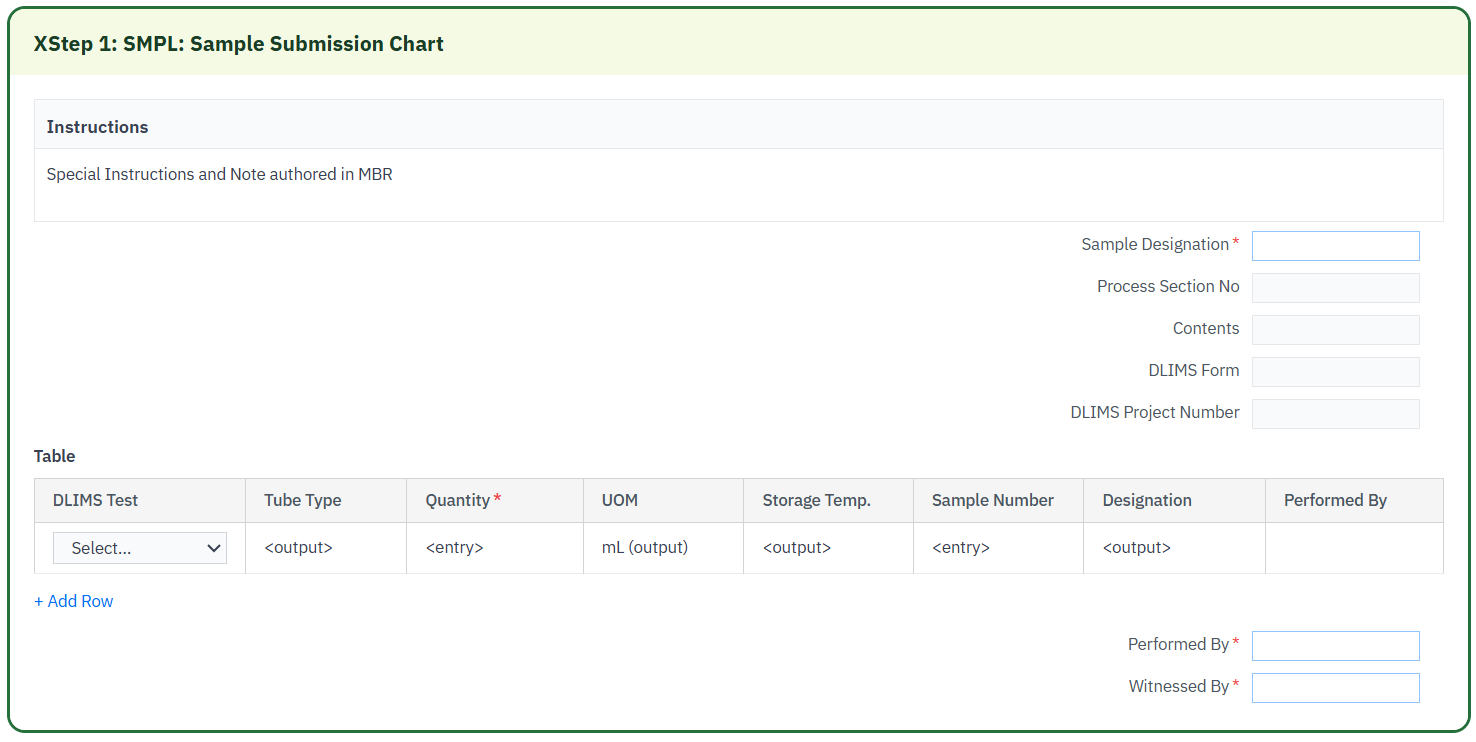 XStep 1: SMPL: Sample Submission Chart
Instructions
Special Instructions and Note authored in MBR
Sample Designation *
Process Section No
Contents
DLIMS Form
DLIMS Project Number
Table
DLIMS Test Tube Type Quantity * UOM Storage Temp. Sample Number Designation Performed By
Select... <output> <entry> mL (output) <output> <entry> <output>
+ Add Row
Performed By *
Witnessed By *